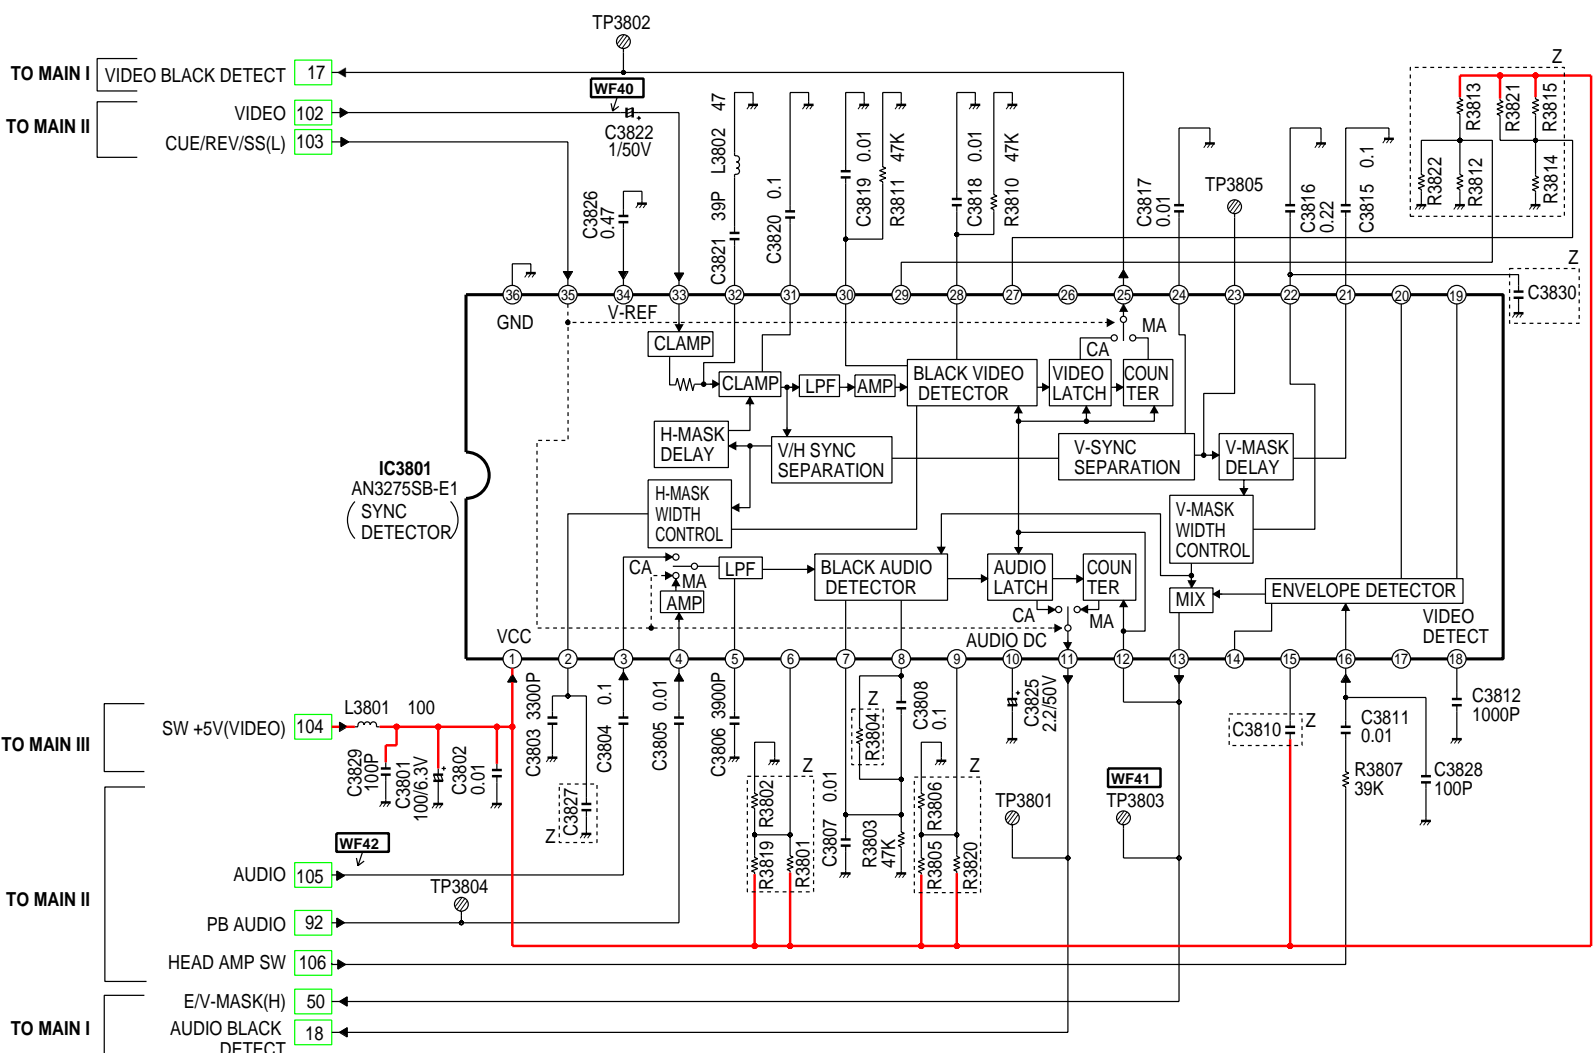 TP3802
TO MAIN I
VIDEO BLACK DETECT
17
WF40
TO MAIN II
VIDEO
102
CUE/REV/SS(L)
103
C3822
1/50V
C3826
0.47
C3821 39P L3802 47
C3820 0.1
C3819 0.01
R3811 47K
C3818 0.01
R3810 47K
C3817
0.01
TP3805
C3816
0.22
C3815 0.1
Z
R3813
R3821
R3815
R3822
R3812
R3814
Z
C3830
36
35
34
33
32
31
30
29
28
27
26
25
24
23
22
21
20
19
GND
V-REF
MA
CA
CLAMP
CLAMP
LPF
AMP
BLACK VIDEO
DETECTOR
VIDEO
LATCH
COUN
TER
H-MASK
DELAY
V/H SYNC
SEPARATION
V-SYNC
SEPARATION
V-MASK
DELAY
IC3801
AN3275SB-E1
( SYNC
DETECTOR )
H-MASK
WIDTH
CONTROL
V-MASK
WIDTH
CONTROL
CA
MA
LPF
AMP
BLACK AUDIO
DETECTOR
AUDIO
LATCH
COUN
TER
CA
MA
MIX
ENVELOPE DETECTOR
VCC
AUDIO DC
VIDEO
DETECT
1
2
3
4
5
6
7
8
9
10
11
12
13
14
15
16
17
18
TO MAIN III
SW +5V(VIDEO)
104
L3801 100
C3829
100P
C3801
100/6.3V
C3802
0.01
C3803 3300P
C3804 0.1
C3805 0.01
C3806 3900P
Z
C3827
Z
R3802
R3819
R3801
C3807 0.01
R3803
47K
Z
R3804
C3808
0.1
Z
R3806
R3805
R3820
C3825
2.2/50V
TP3801
WF41
TP3803
C3810
Z
C3811
0.01
R3807
39K
C3828
100P
C3812
1000P
TO MAIN II
WF42
AUDIO
105
TP3804
PB AUDIO
92
HEAD AMP SW
106
TO MAIN I
E/V-MASK(H)
50
AUDIO BLACK
DETECT
18